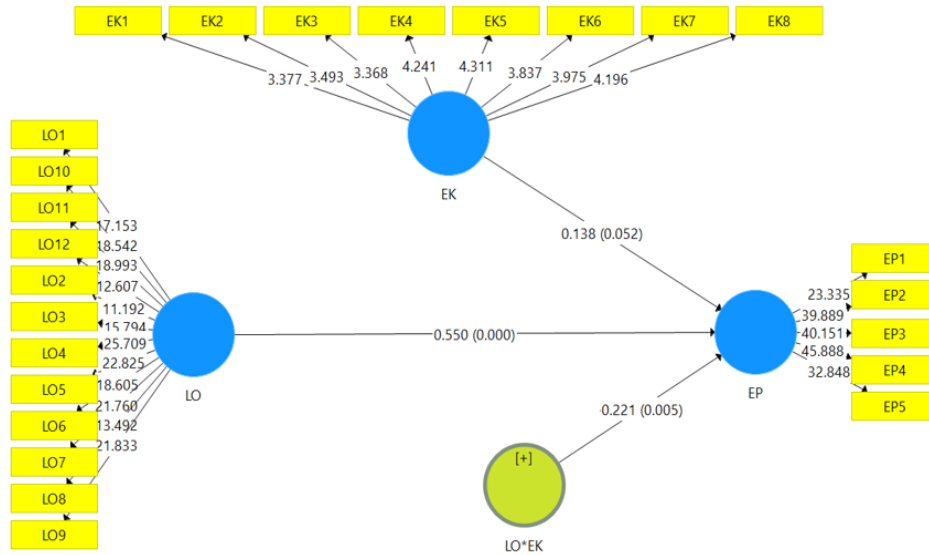 EK1 EK2 EK3 EK4 EK5 EK6 EK7 EK8
3.377 3.493 3.368 4.241 4.311 3.837 3.975 4.196
EK
LO1
LO10
LO11
LO12
LO2
LO3
LO4
LO5
LO6
LO7
LO8
LO9
17.153
18.542
18.993
12.607
11.192
15.794
25.709
22.825
18.605
21.760
13.492
21.833
LO
0.138 (0.052)
0.550 (0.000)
-0.221 (0.005)
[+]
LO*EK
EP
23.335
39.889
40.151
45.888
32.848
EP1
EP2
EP3
EP4
EP5